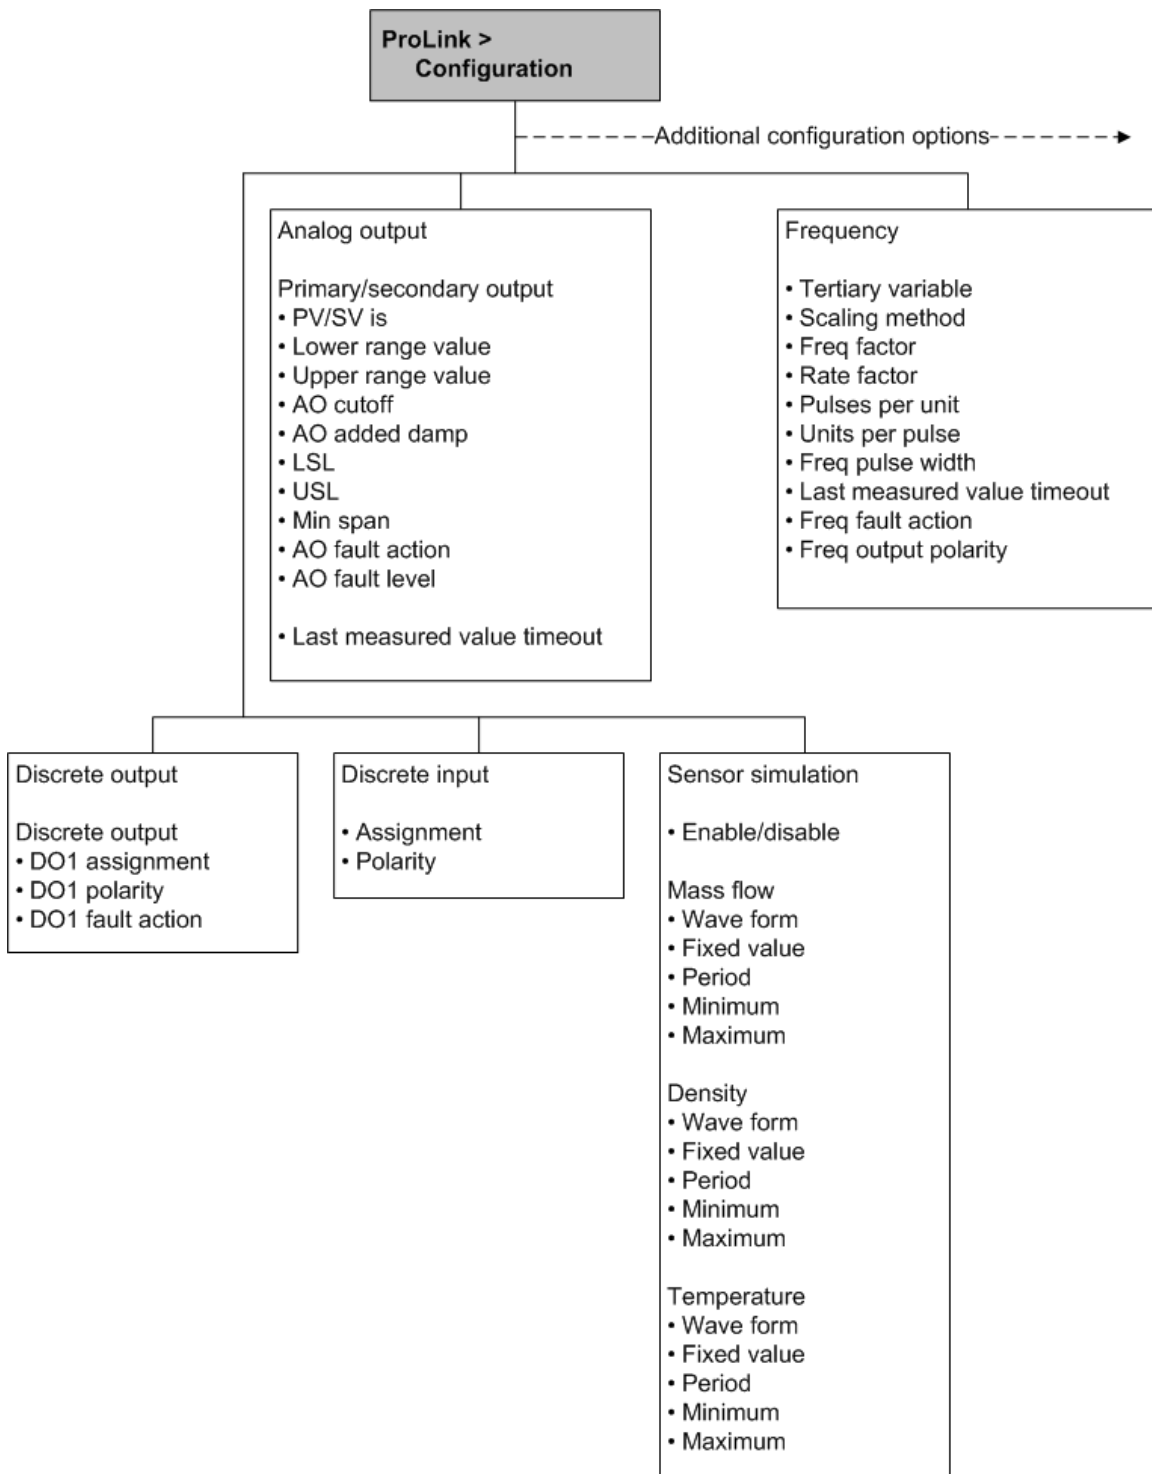 ProLink >
Configuration
Additional configuration options
Analog output
Primary/secondary output
• PV/SV is
• Lower range value
• Upper range value
• AO cutoff
• AO added damp
• LSL
• USL
• Min span
• AO fault action
• AO fault level
• Last measured value timeout
Frequency
• Tertiary variable
• Scaling method
• Freq factor
• Rate factor
• Pulses per unit
• Units per pulse
• Freq pulse width
• Last measured value timeout
• Freq fault action
• Freq output polarity
Discrete output
Discrete output
• DO1 assignment
• DO1 polarity
• DO1 fault action
Discrete input
• Assignment
• Polarity
Sensor simulation
• Enable/disable
Mass flow
• Wave form
• Fixed value
• Period
• Minimum
• Maximum
Density
• Wave form
• Fixed value
• Period
• Minimum
• Maximum
Temperature
• Wave form
• Fixed value
• Period
• Minimum
• Maximum